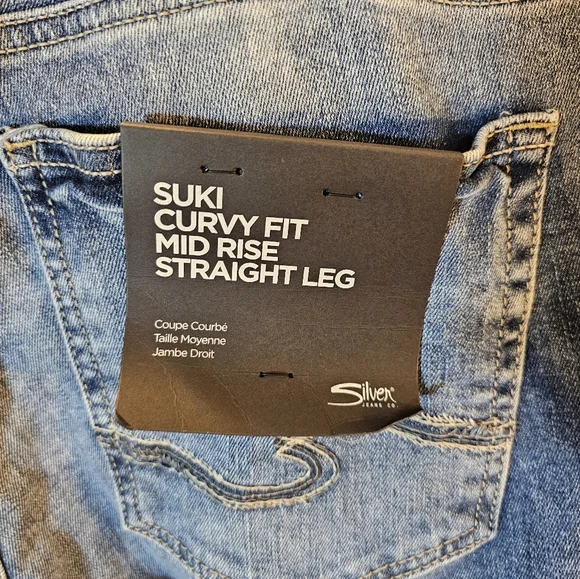 SUKI
CURVY FIT
MID RISE
STRAIGHT LEG
Coupe Courbé
Taille Moyenne
Jambe Droit
Silver
JEANS CO.